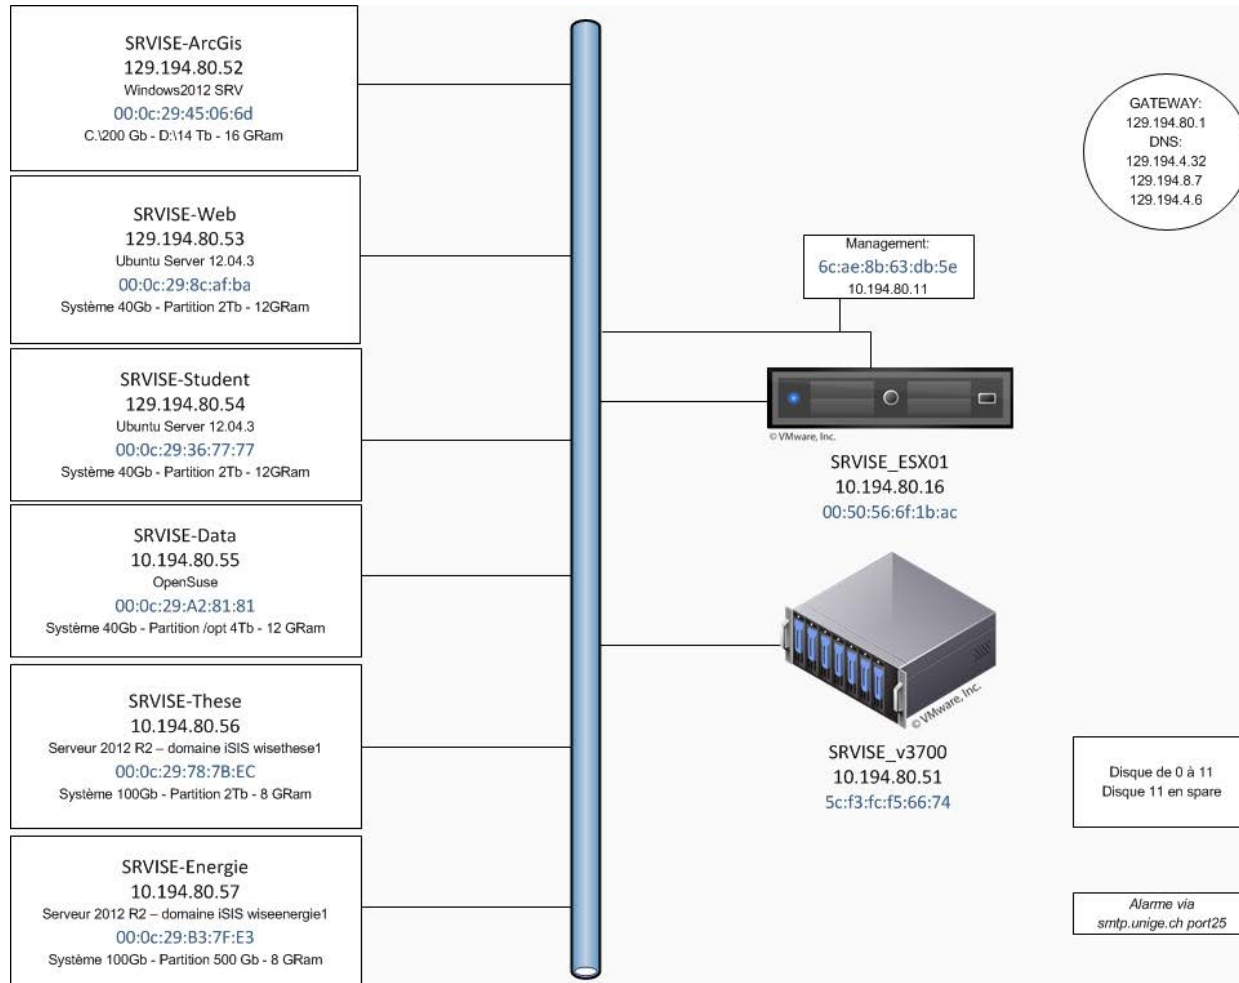 SRVISE-ArcGis
129.194.80.52
Windows2012 SRV
00:0c:29:45:06:6d
C.\200 Gb - D:\14 Tb - 16 GRam
SRVISE-Web
129.194.80.53
Ubuntu Server 12.04.3
00:0c:29:8c:af:ba
Système 40Gb - Partition 2Tb - 12GRam
SRVISE-Student
129.194.80.54
Ubuntu Server 12.04.3
00:0c:29:36:77:77
Système 40Gb - Partition 2Tb - 12GRam
SRVISE-Data
10.194.80.55
OpenSuse
00:0c:29:A2:81:81
Système 40Gb - Partition /opt 4Tb - 12 GRam
SRVISE-These
10.194.80.56
Serveur 2012 R2 – domaine iSIS wisethese1
00:0c:29:78:7B:EC
Système 100Gb - Partition 2Tb - 8 GRam
SRVISE-Energie
10.194.80.57
Serveur 2012 R2 – domaine iSIS wiseenergie1
00:0c:29:B3:7F:E3
Système 100Gb - Partition 500 Gb - 8 GRam
Management:
6c:ae:8b:63:db:5e
10.194.80.11
© VMware, Inc.
SRVISE_ESX01
10.194.80.16
00:50:56:6f:1b:ac
© VMware, Inc.
SRVISE_v3700
10.194.80.51
5c:f3:fc:f5:66:74
GATEWAY:
129.194.80.1
DNS:
129.194.4.32
129.194.8.7
129.194.4.6
Disque de 0 à 11
Disque 11 en spare
Alarme via
smtp.unige.ch port25